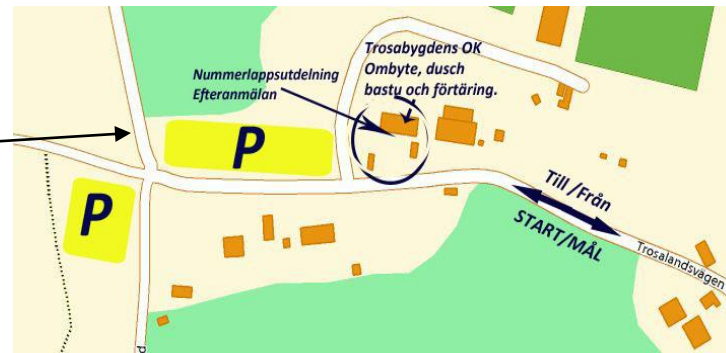 Trosabygdens OK
Ombyte, dusch
bastu och förtäring.
Nummerlappsutdelning
Efteranmälan
P
P
Till /Från
START/MÅL
Trosalandsvägen